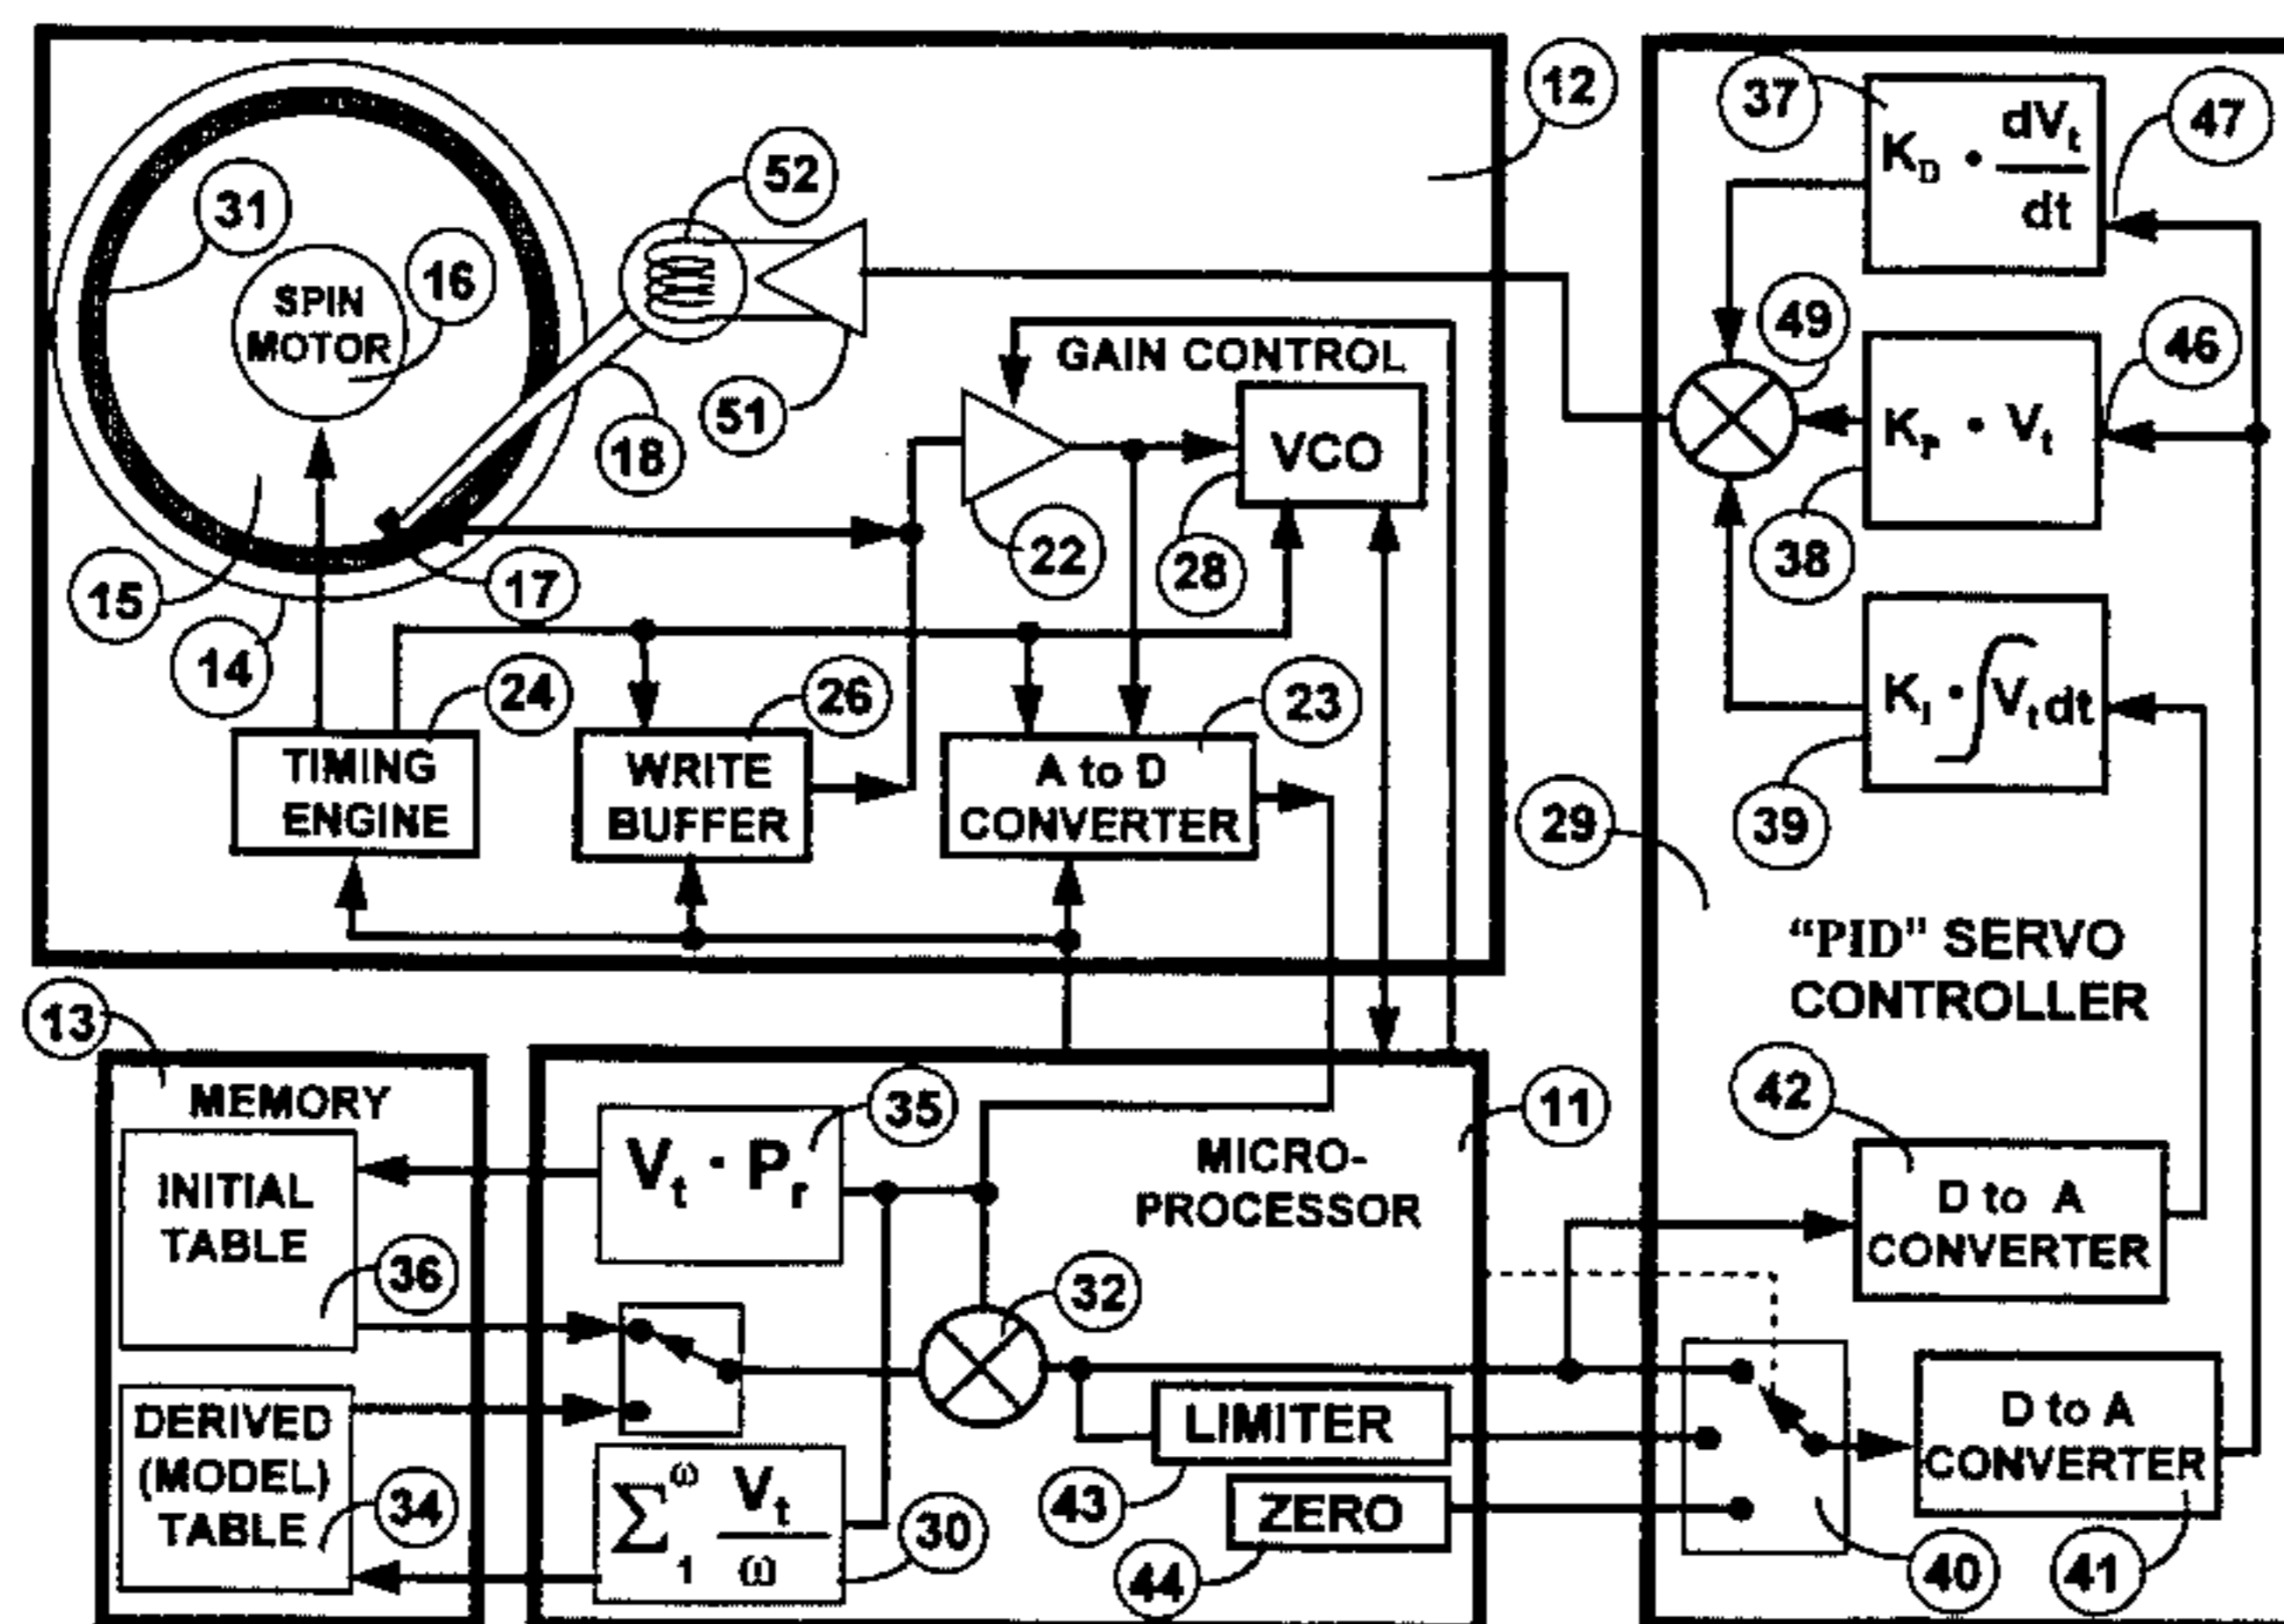 12
37
K_D · dV_t/dt
47
52
31
16
SPIN
MOTOR
49
46
GAIN CONTROL
K_P · V_t
51
18
VCO
22
28
38
15
17
14
24
26
23
K_I · ∫V_t dt
TIMING
ENGINE
WRITE
BUFFER
A to D
CONVERTER
29
39
“PID” SERVO
CONTROLLER
13
MEMORY
35
11
42
V_t · P_r
MICRO-
PROCESSOR
INITIAL
TABLE
36
32
D to A
CONVERTER
DERIVED
(MODEL)
TABLE
34
LIMITER
43
D to A
CONVERTER
∑_1^ω V_t/ω
30
ZERO
44
40
41